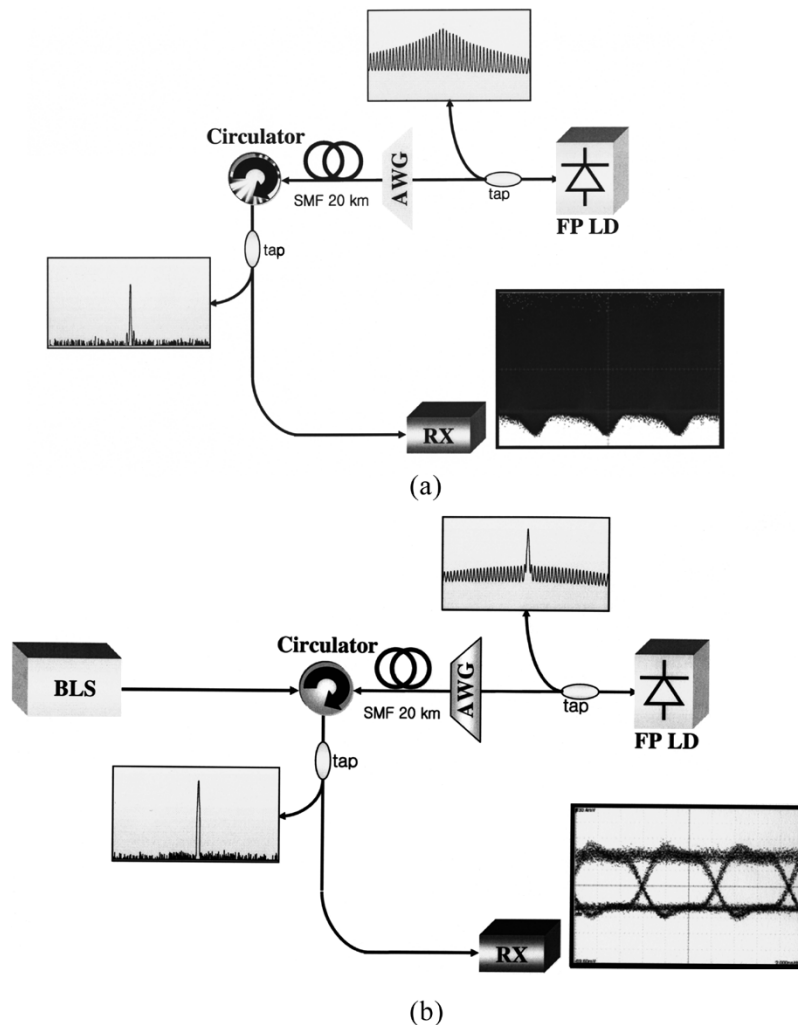 Circulator
SMF 20 km
AWG
tap
FP LD
tap
RX
(a)
BLS
Circulator
SMF 20 km
AWG
tap
FP LD
tap
RX
(b)